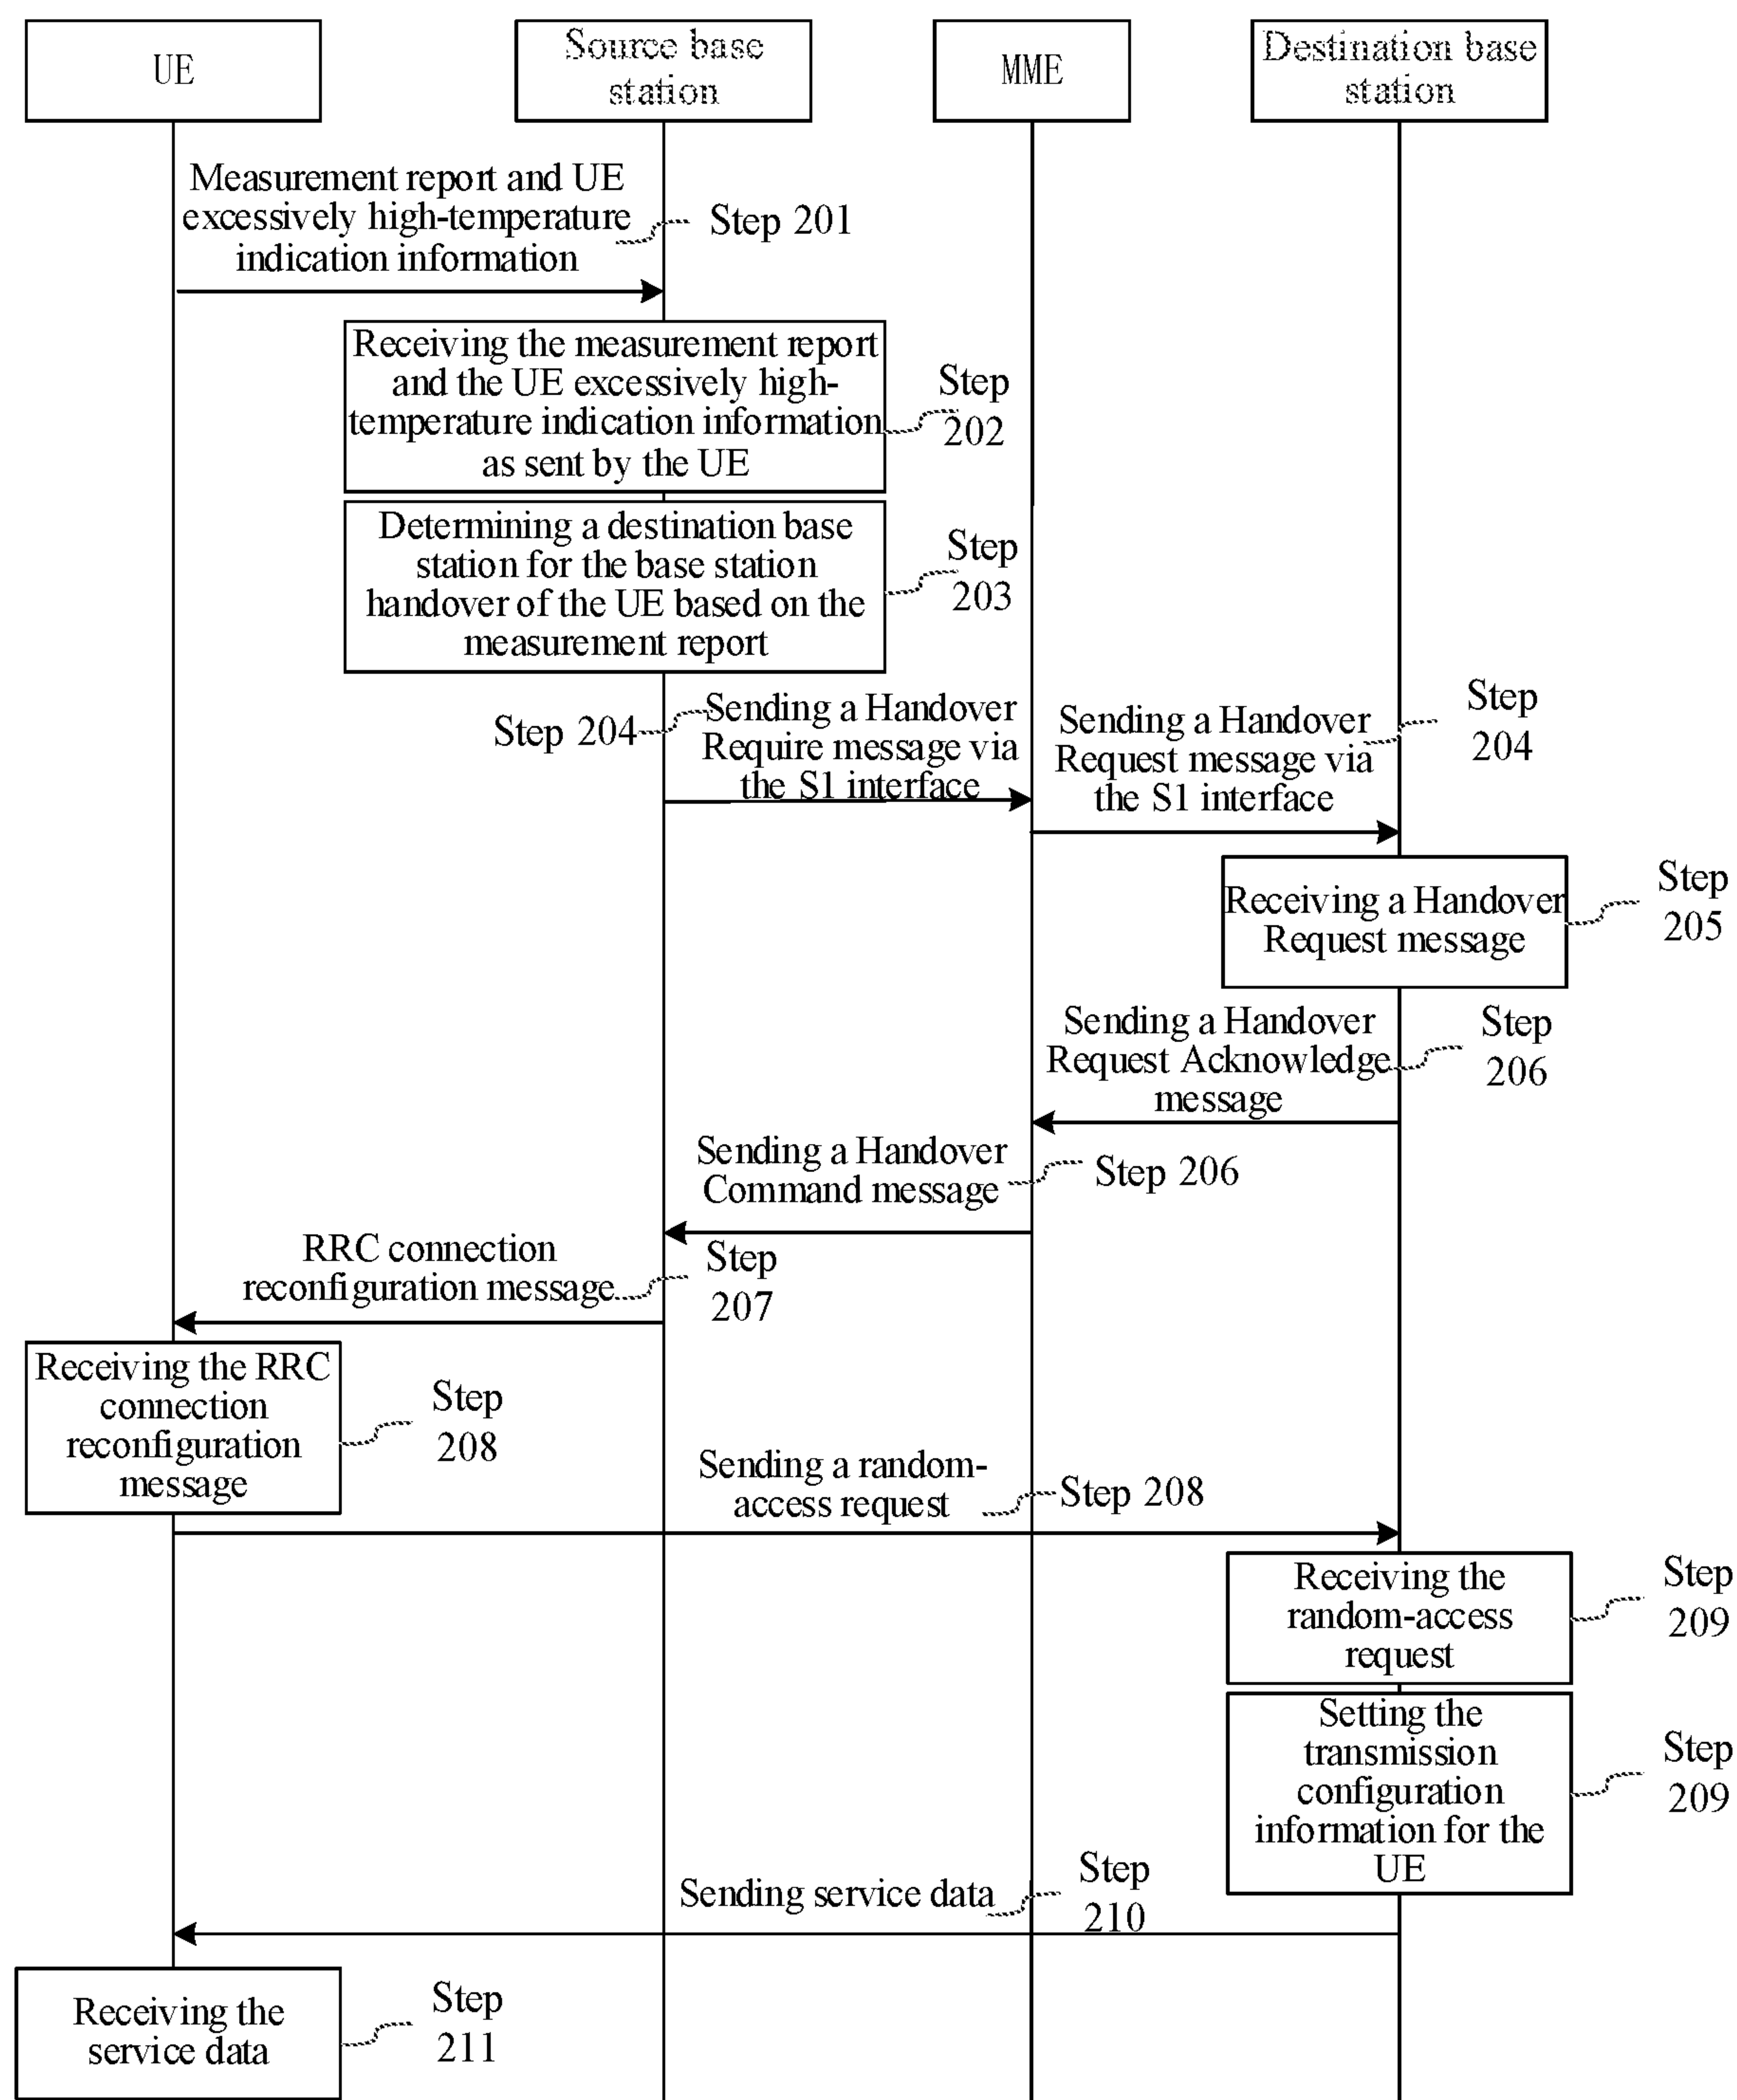 UE
Source base
station
MME
Destination base
station
Measurement report and UE
excessively high-temperature
indication information
Step 201
Receiving the measurement report
and the UE excessively high-
temperature indication information
as sent by the UE
Step
202
Determining a destination base
station for the base station
handover of the UE based on the
measurement report
Step
203
Step 204
Sending a Handover
Require message via
the S1 interface
Sending a Handover
Request message via
the S1 interface
Step
204
Receiving a Handover
Request message
Step
205
Sending a Handover
Request Acknowledge
message
Step
206
Sending a Handover
Command message
Step 206
RRC connection
reconfiguration message
Step
207
Receiving the RRC
connection
reconfiguration
message
Step
208
Sending a random-
access request
Step 208
Receiving the
random-access
request
Step
209
Setting the
transmission
configuration
information for the
UE
Step
209
Sending service data
Step
210
Receiving the
service data
Step
211